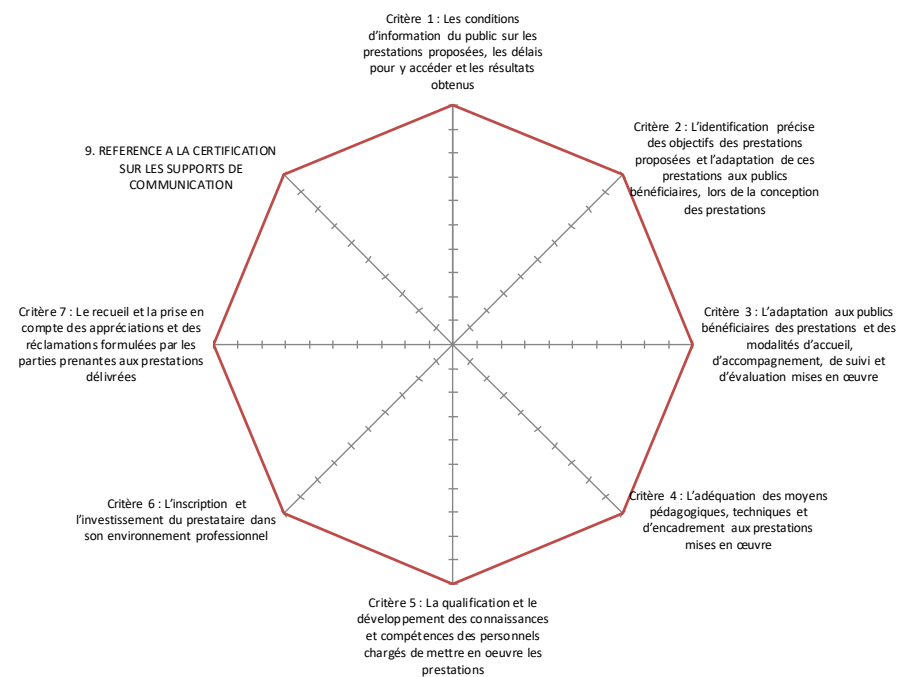 Critère 1 : Les conditions
d'information du public sur les
prestations proposées, les délais
pour y accéder et les résultats
obtenus
Critère 2 : L'identification précise
des objectifs des prestations
proposées et l'adaptation de ces
prestations aux publics
bénéficiaires, lors de la conception
des prestations
Critère 3 : L'adaptation aux publics
bénéficiaires des prestations et des
modalités d'accueil,
d'accompagnement, de suivi et
d'évaluation mises en œuvre
Critère 4 : L'adéquation des moyens
pédagogiques, techniques et
d'encadrement aux prestations
mises en œuvre
Critère 5 : La qualification et le
développement des connaissances
et compétences des personnels
chargés de mettre en oeuvre les
prestations
Critère 6 : L'inscription et
l'investissement du prestataire dans
son environnement professionnel
Critère 7 : Le recueil et la prise en
compte des appréciations et des
réclamations formulées par les
parties prenantes aux prestations
délivrées
9. REFERENCE A LA CERTIFICATION
SUR LES SUPPORTS DE
COMMUNICATION